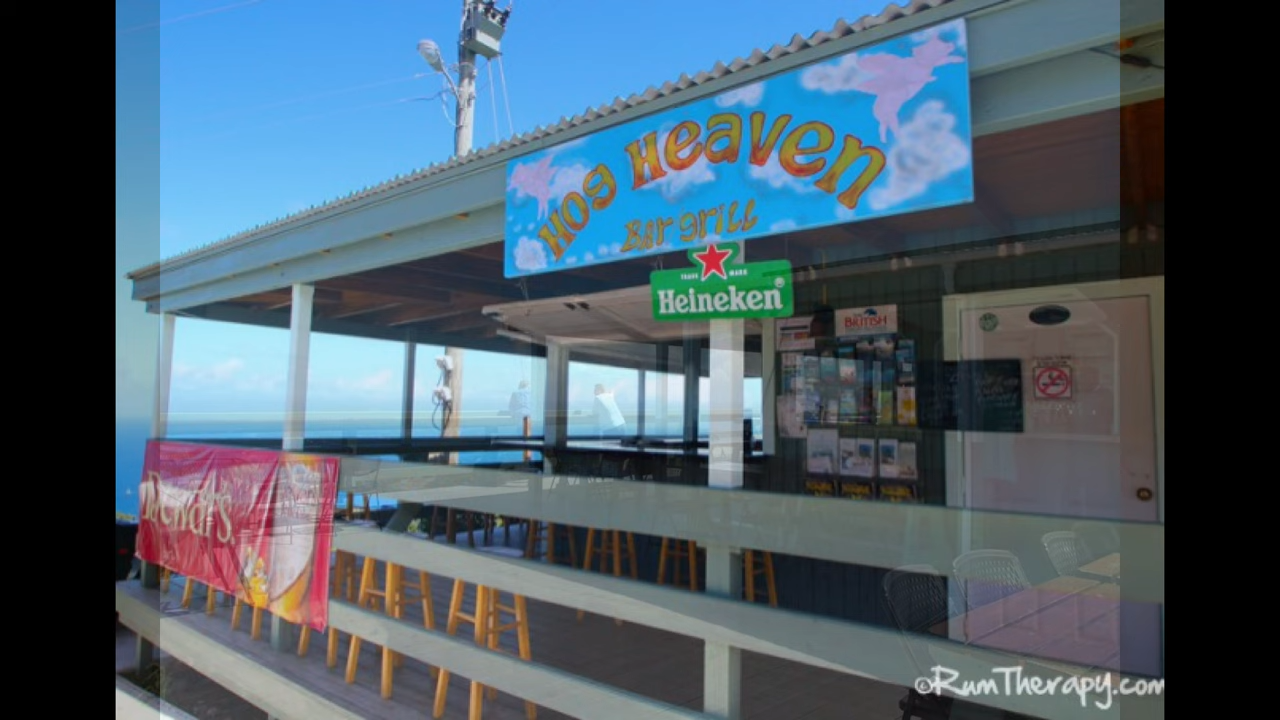 Hog Heaven
Bar grill
TRADE MARK
Heineken®
BRITISH
Dewar's.
©RumTherapy.com